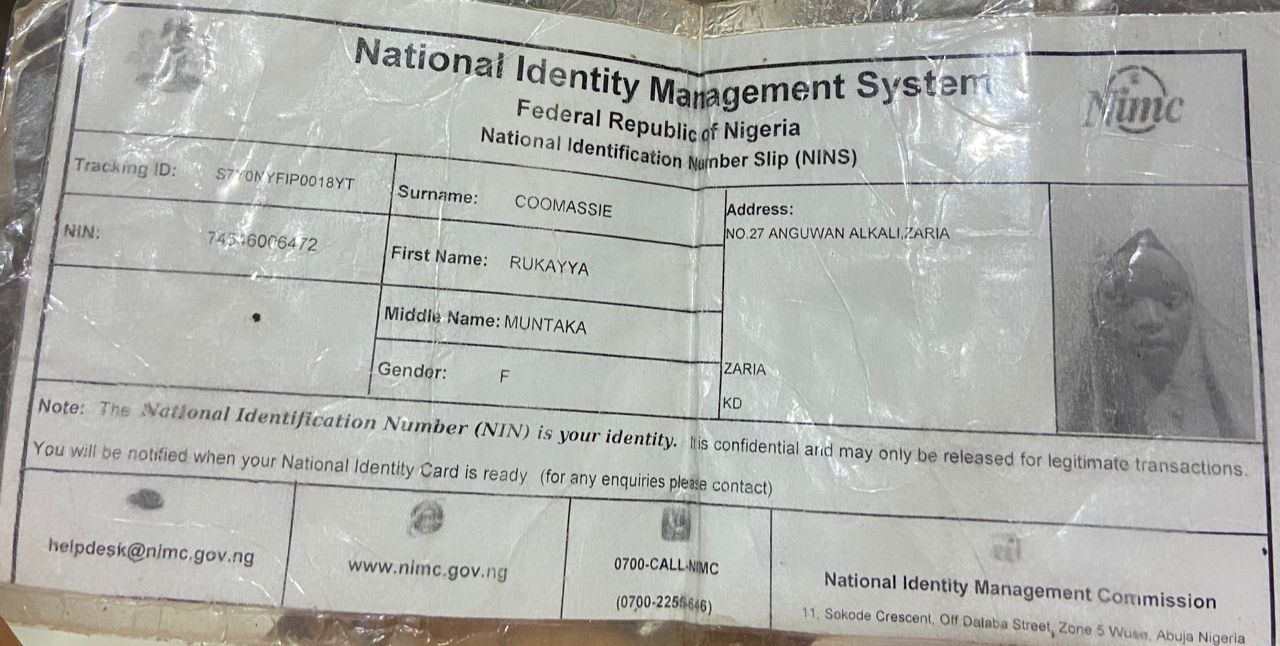 National Identity Management System
Federal Republic of Nigeria
National Identification Number Slip (NINS)
Nimc
Tracking ID:
Surname: COOMASSIE
Address:
NO.27 ANGUWAN ALKALI,ZARIA
NIN:
First Name: RUKAYYA
Middle Name: MUNTAKA
Gender: F
ZARIA
KD
Note: The National Identification Number (NIN) is your identity. It is confidential and may only be released for legitimate transactions.
You will be notified when your National Identity Card is ready (for any enquiries please contact)
helpdesk@nimc.gov.ng
www.nimc.gov.ng
0700-CALL-NIMC
(0700-2255-646)
National Identity Management Commission
11, Sokode Crescent, Off Dalaba Street, Zone 5 Wuse, Abuja Nigeria